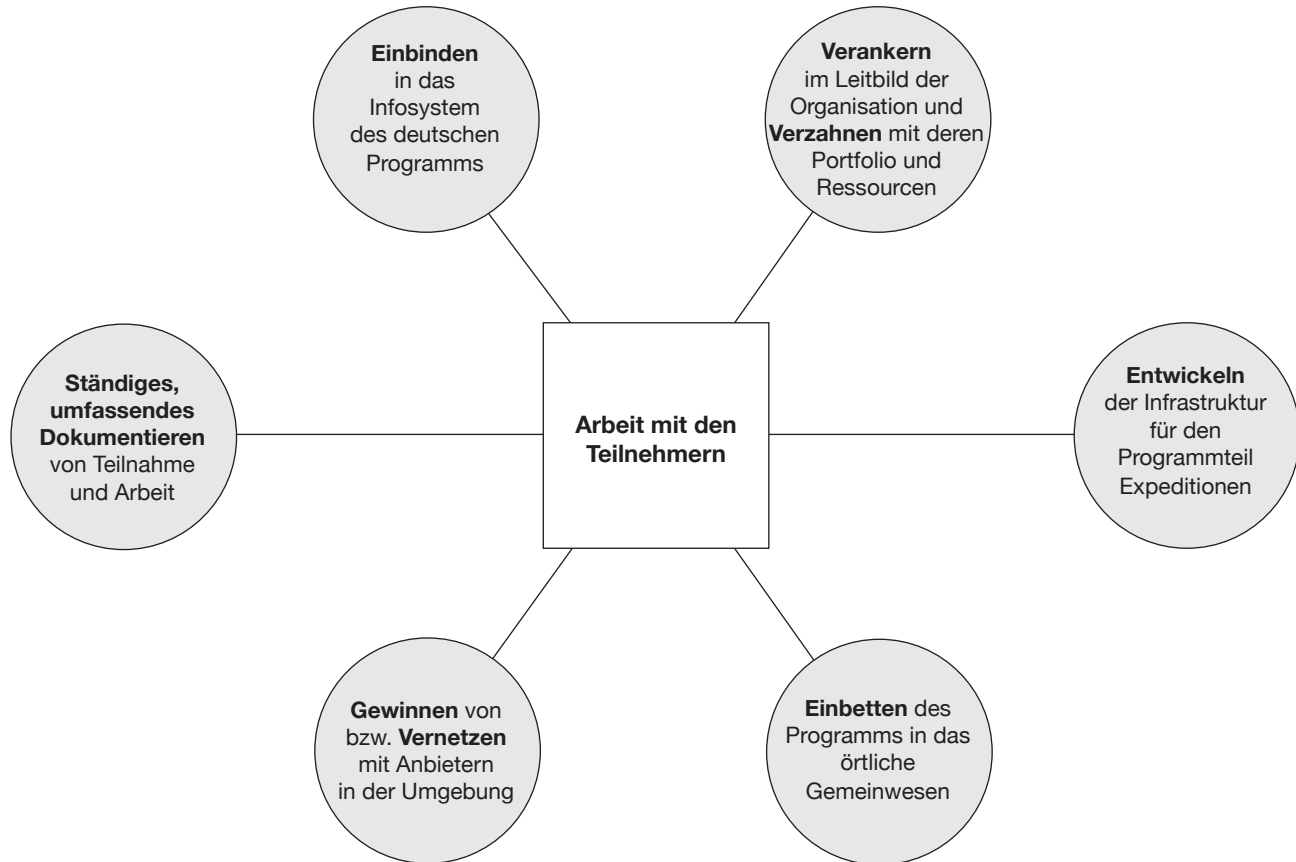 Einbinden
in das
Infosystem
des deutschen
Programms
Verankern
im Leitbild der
Organisation und
Verzahnen mit deren
Portfolio und
Ressourcen
Ständiges,
umfassendes
Dokumentieren
von Teilnahme
und Arbeit
Arbeit mit den
Teilnehmern
Entwickeln
der Infrastruktur
für den
Programmteil
Expeditionen
Gewinnen von
bzw. Vernetzen
mit Anbietern
in der Umgebung
Einbetten des
Programms in das
örtliche
Gemeinwesen